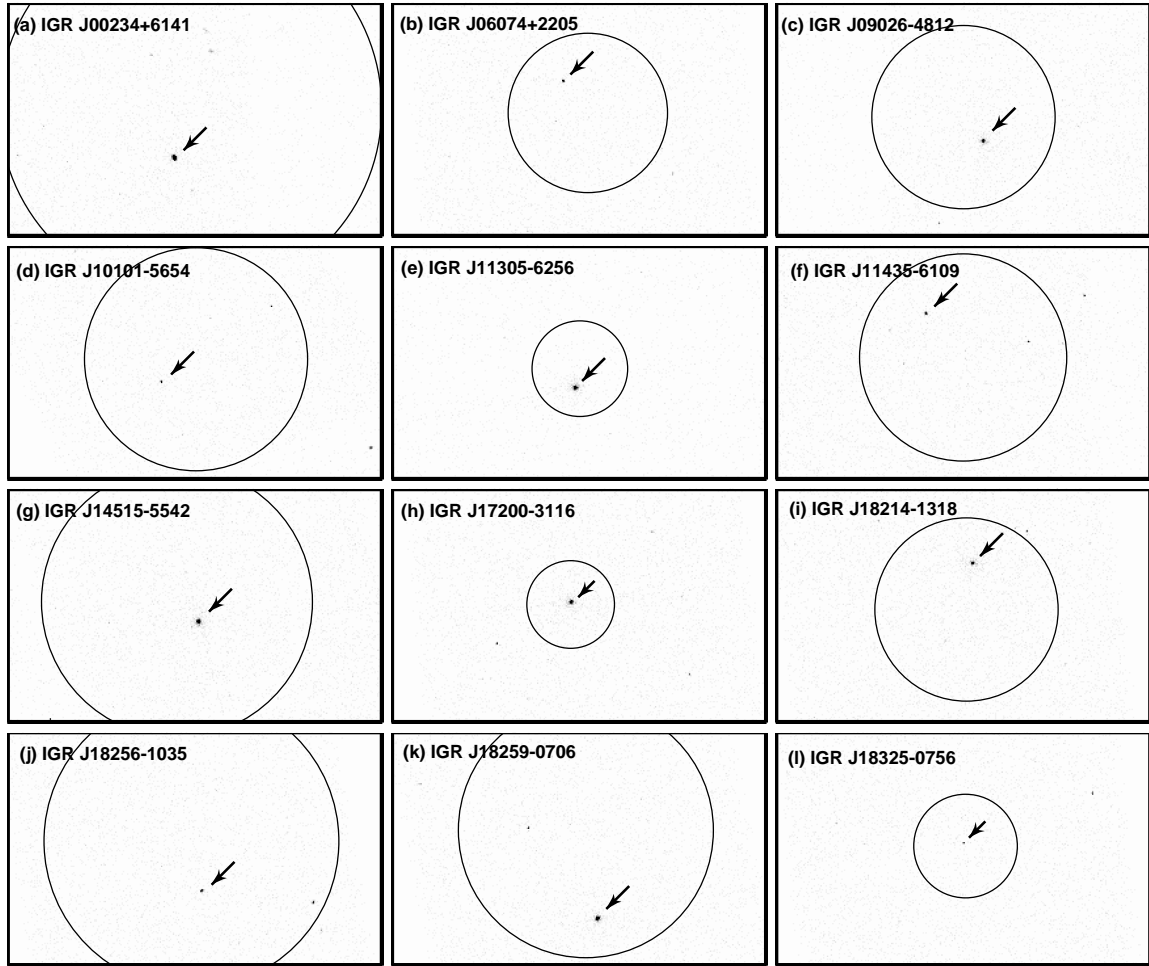 (a) IGR J00234+6141
(b) IGR J06074+2205
(c) IGR J09026-4812
(d) IGR J10101-5654
(e) IGR J11305-6256
(f) IGR J11435-6109
(g) IGR J14515-5542
(h) IGR J17200-3116
(i) IGR J18214-1318
(j) IGR J18256-1035
(k) IGR J18259-0706
(l) IGR J18325-0756